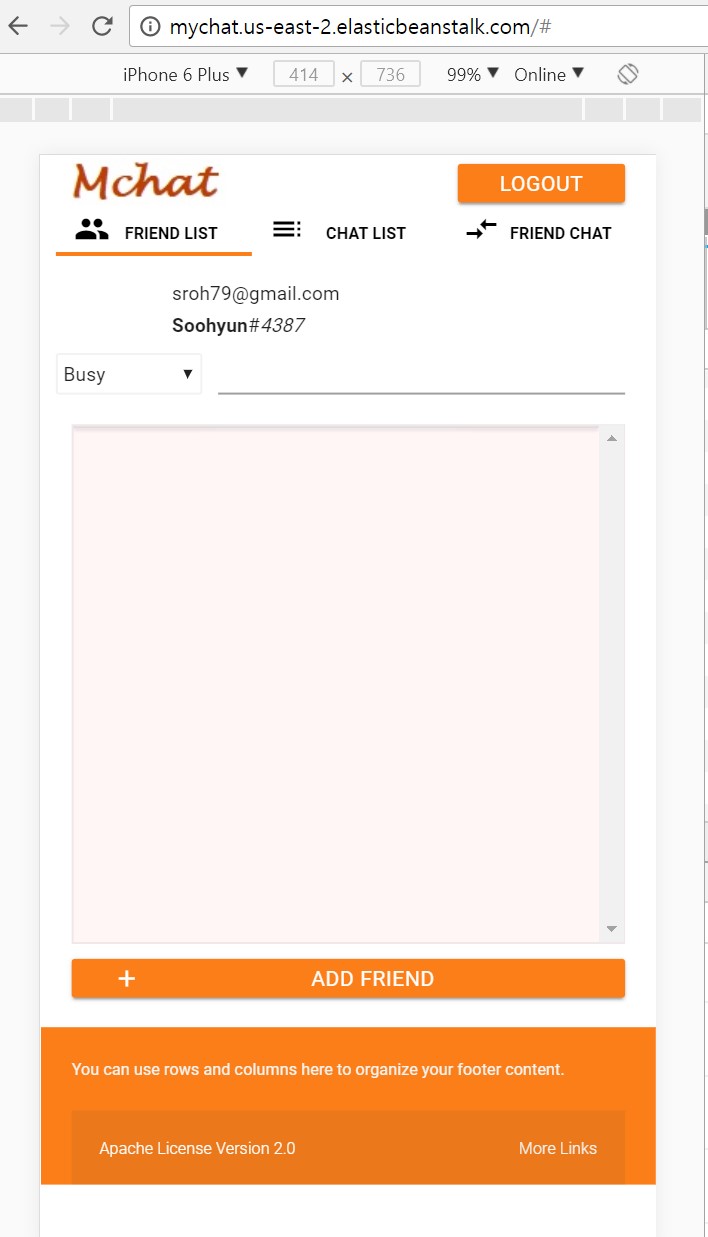 mychat.us-east-2.elasticbeanstalk.com/#
iPhone 6 Plus ▼ 414 × 736 99% ▼ Online ▼
Mchat LOGOUT
FRIEND LIST CHAT LIST FRIEND CHAT
sroh79@gmail.com
Soohyun#4387
Busy ▼
+ ADD FRIEND
You can use rows and columns here to organize your footer content.
Apache License Version 2.0 More Links